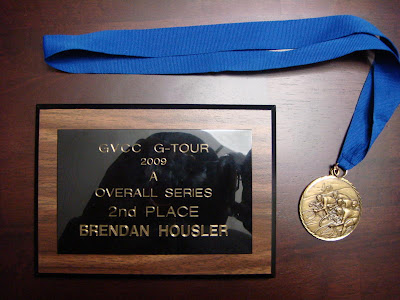 GVCC G-TOUR
2009
A
OVERALL SERIES
2nd PLACE
BRENDAN HOUSLER